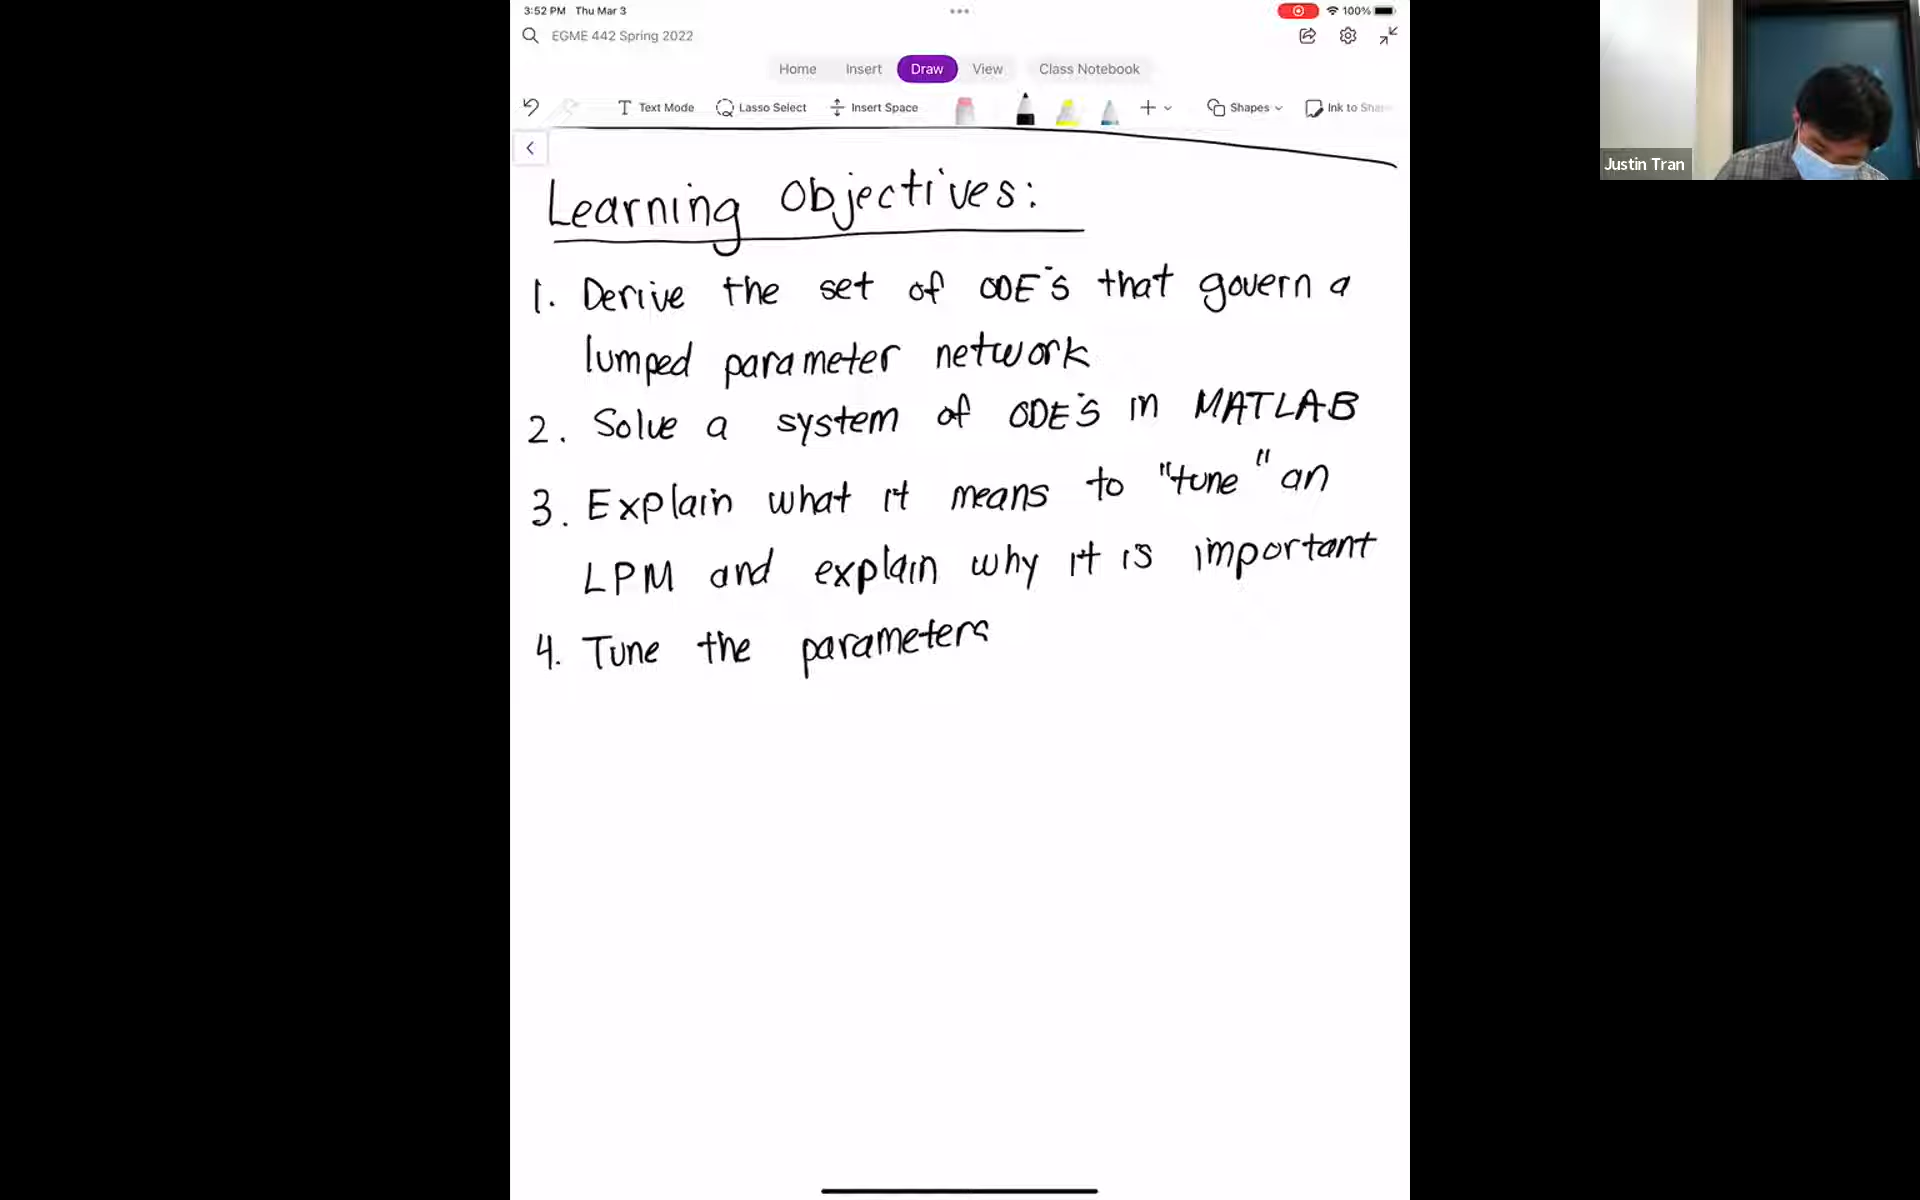 3:52 PM Thu Mar 3
100%
EGME 442 Spring 2022
Home Insert Draw View Class Notebook
Text Mode Lasso Select Insert Space Shapes Ink to
Justin Tran
Learning Objectives:
1. Derive the set of ODE's that govern a
lumped parameter network
2. Solve a system of ODE's in MATLAB
3. Explain what it means to "tune" an
LPM and explain why it is important
4. Tune the parameters